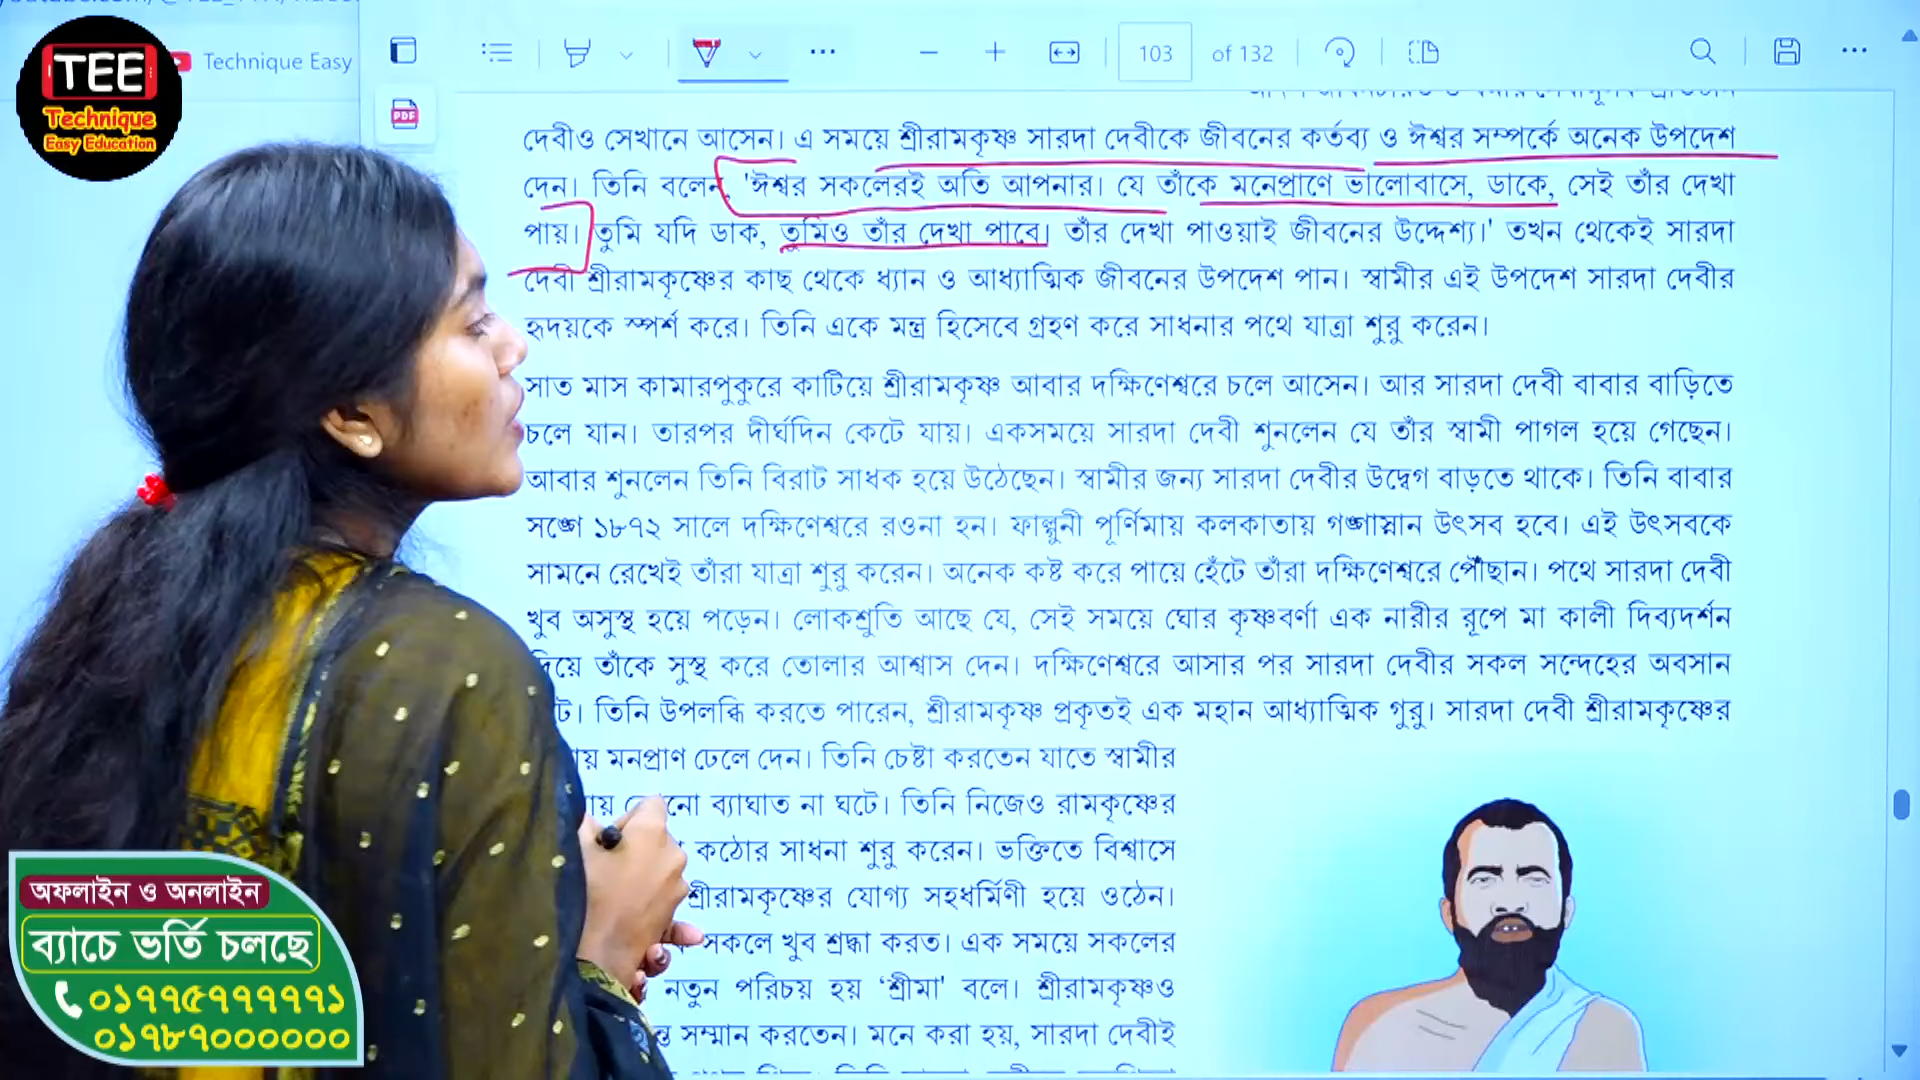 TEE
Technique
Easy Education
Technique Easy
103 of 132
PDF
দেবীও সেখানে আসেন। এ সময়ে শ্রীরামকৃষ্ণ সারদা দেবীকে জীবনের কর্তব্য ও ঈশ্বর সম্পর্কে অনেক উপদেশ
দেন। তিনি বলেন, 'ঈশ্বর সকলেরই অতি আপনার। যে তাঁকে মনেপ্রাণে ভালোবাসে, ডাকে, সেই তাঁর দেখা
পায়। তুমি যদি ডাক, তুমিও তাঁর দেখা পাবে। তাঁর দেখা পাওয়াই জীবনের উদ্দেশ্য।' তখন থেকেই সারদা
দেবী শ্রীরামকৃষ্ণের কাছ থেকে ধ্যান ও আধ্যাত্মিক জীবনের উপদেশ পান। স্বামীর এই উপদেশ সারদা দেবীর
হৃদয়কে স্পর্শ করে। তিনি একে মন্ত্র হিসেবে গ্রহণ করে সাধনার পথে যাত্রা শুরু করেন।
সাত মাস কামারপুকুরে কাটিয়ে শ্রীরামকৃষ্ণ আবার দক্ষিণেশ্বরে চলে আসেন। আর সারদা দেবী বাবার বাড়িতে
চলে যান। তারপর দীর্ঘদিন কেটে যায়। একসময়ে সারদা দেবী শুনলেন যে তাঁর স্বামী পাগল হয়ে গেছেন।
আবার শুনলেন তিনি বিরাট সাধক হয়ে উঠেছেন। স্বামীর জন্য সারদা দেবীর উদ্বেগ বাড়তে থাকে। তিনি বাবার
সঙ্গে ১৮৭২ সালে দক্ষিণেশ্বরে রওনা হন। ফাল্গুনী পূর্ণিমায় কলকাতায় গঙ্গাস্নান উৎসব হবে। এই উৎসবকে
সামনে রেখেই তাঁরা যাত্রা শুরু করেন। অনেক কষ্ট করে পায়ে হেঁটে তাঁরা দক্ষিণেশ্বরে পৌঁছান। পথে সারদা দেবী
খুব অসুস্থ হয়ে পড়েন। লোকশ্রুতি আছে যে, সেই সময়ে ঘোর কৃষ্ণবর্ণা এক নারীর রূপে মা কালী দিব্যদর্শন
দিয়ে তাঁকে সুস্থ করে তোলার আশ্বাস দেন। দক্ষিণেশ্বরে আসার পর সারদা দেবীর সকল সন্দেহের অবসান
তিনি উপলব্ধি করতে পারেন, শ্রীরামকৃষ্ণ প্রকৃতই এক মহান আধ্যাত্মিক গুরু। সারদা দেবী শ্রীরামকৃষ্ণের
মনপ্রাণ ঢেলে দেন। তিনি চেষ্টা করতেন যাতে স্বামীর
ব্যাঘাত না ঘটে। তিনি নিজেও রামকৃষ্ণের
কঠোর সাধনা শুরু করেন। ভক্তিতে বিশ্বাসে
শ্রীরামকৃষ্ণের যোগ্য সহধর্মিণী হয়ে ওঠেন।
সকলে খুব শ্রদ্ধা করত। এক সময়ে সকলের
নতুন পরিচয় হয় ‘শ্রীমা' বলে। শ্রীরামকৃষ্ণও
সম্মান করতেন। মনে করা হয়, সারদা দেবীই
অফলাইন ও অনলাইন
ব্যাচে ভর্তি চলছে
০১৭৭৫৭৭৭৭৭১
০১৭৮৭০০০০০০